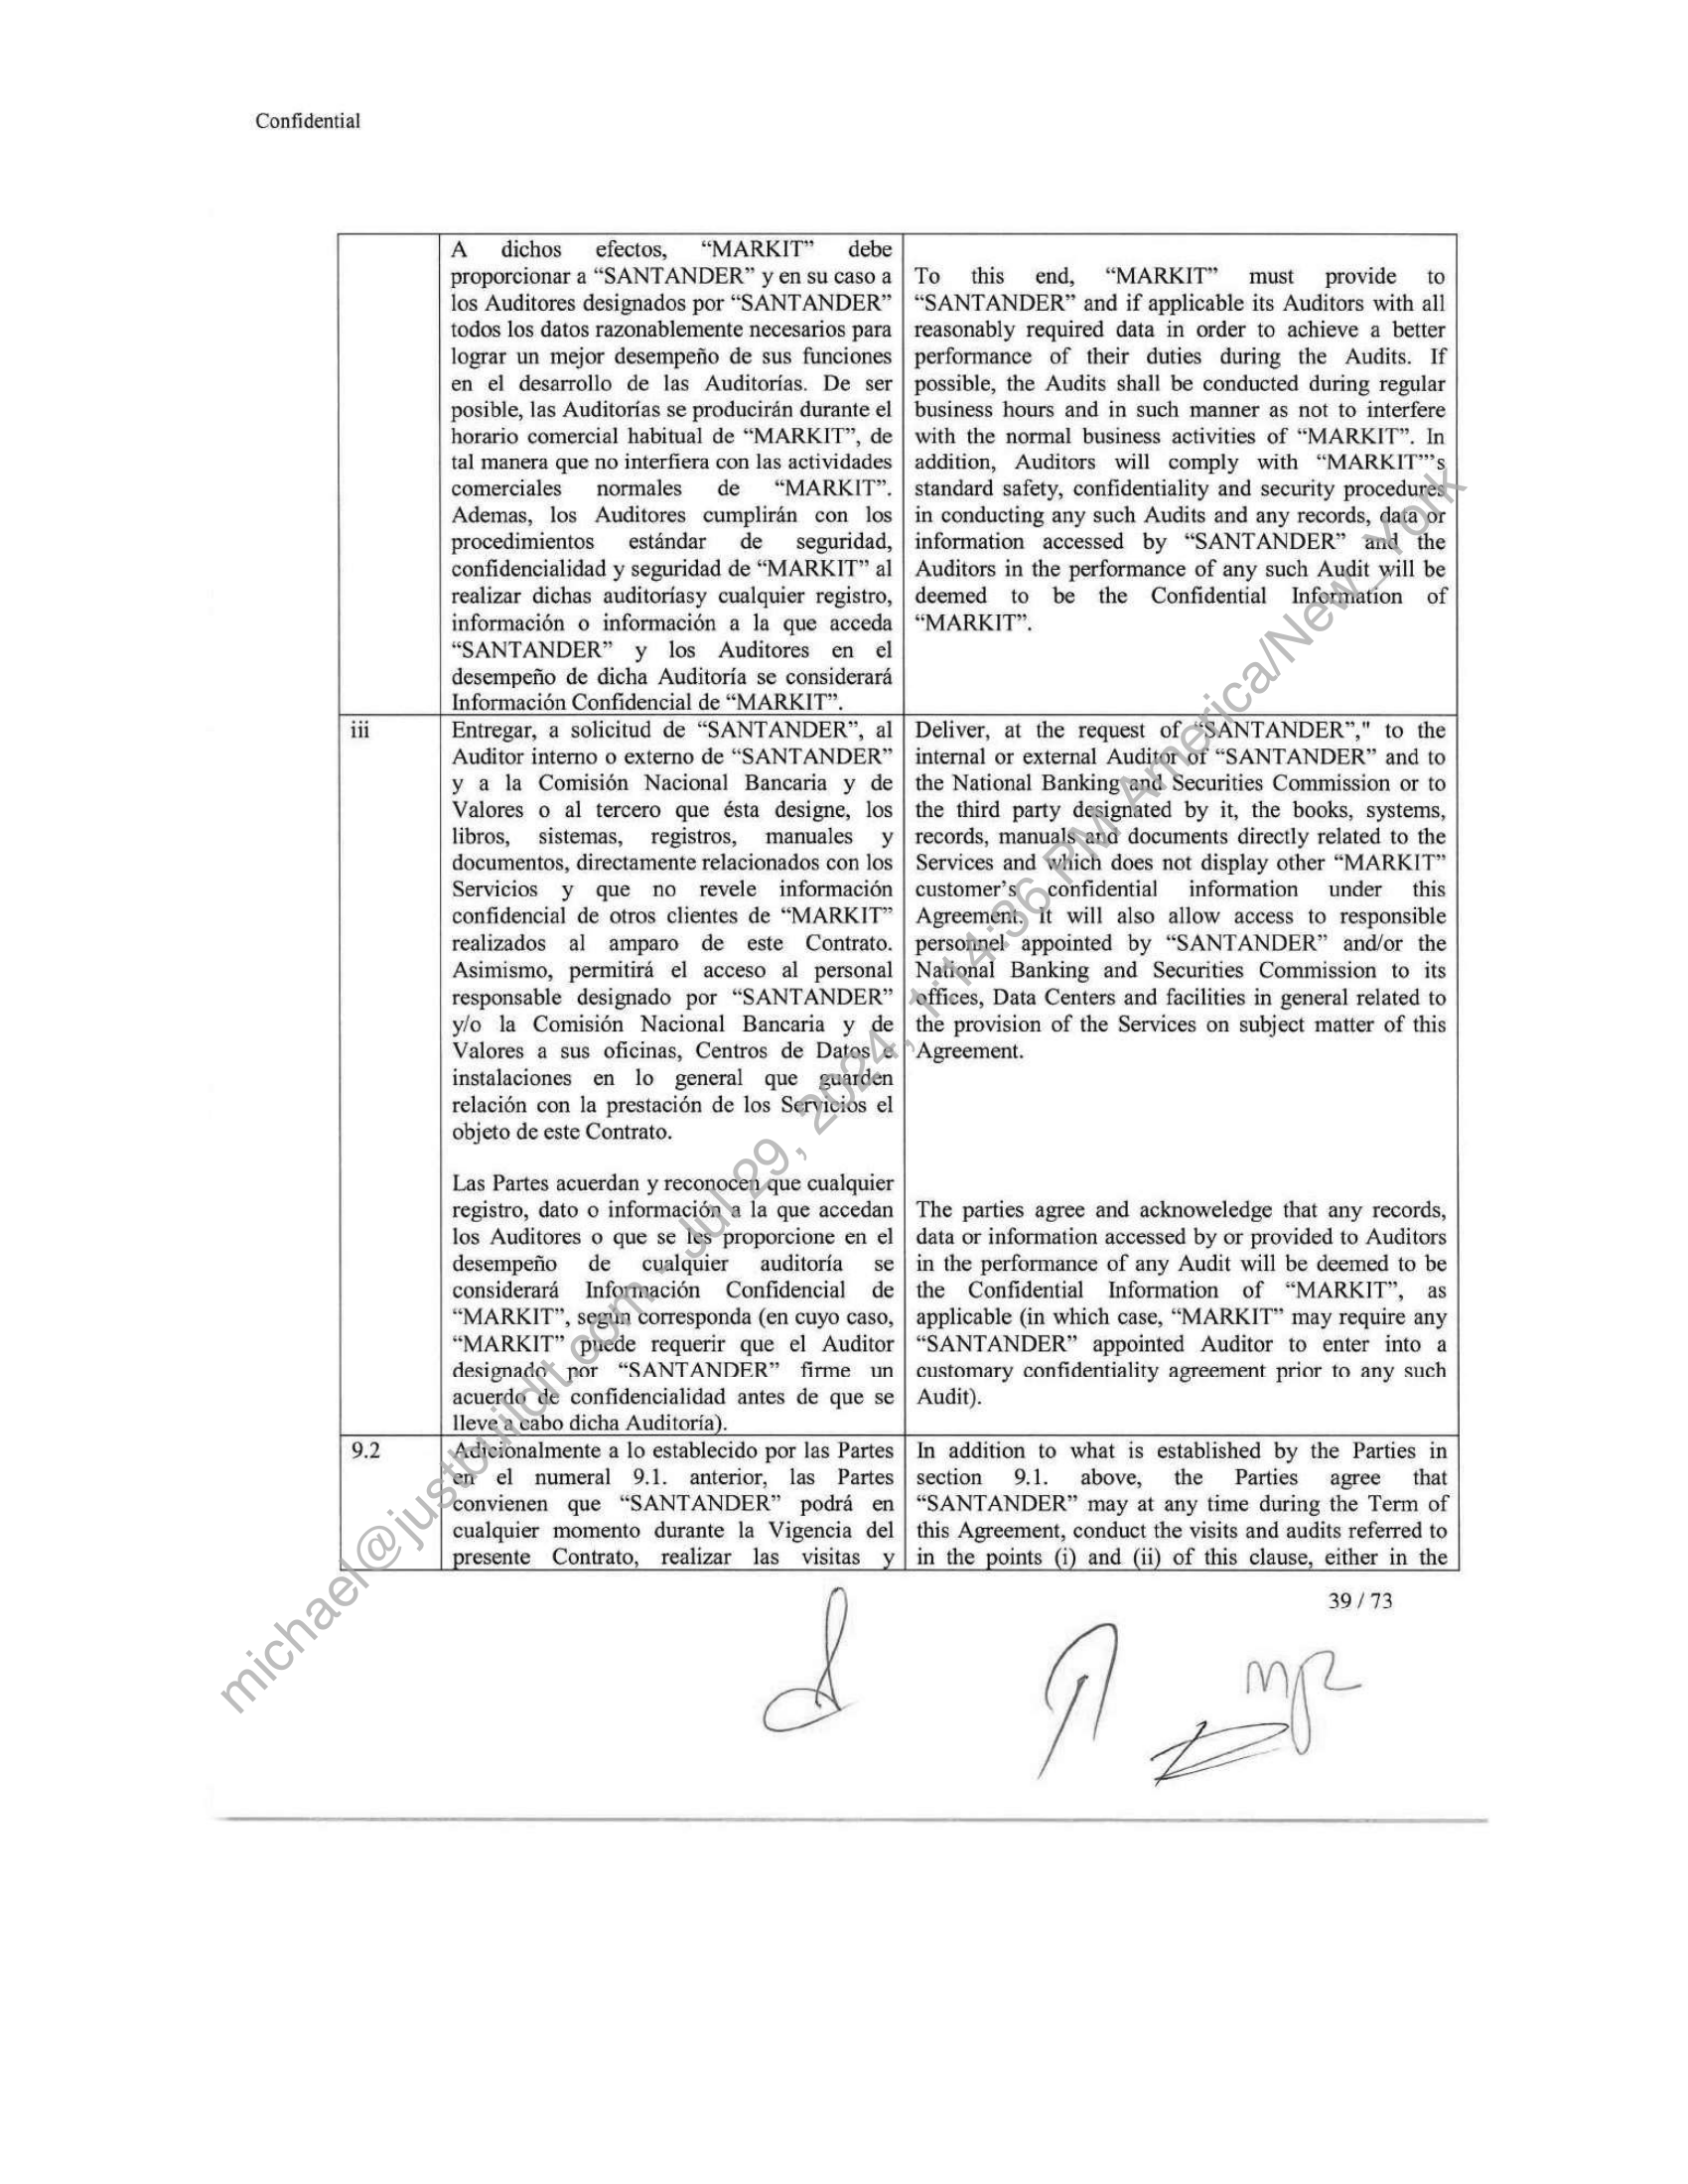 Confidential
A dichos efectos, “MARKIT” debe
proporcionar a “SANTANDER” y en su caso a
los Auditores designados por “SANTANDER”
todos los datos razonablemente necesarios para
lograr un mejor desempeño de sus funciones
en el desarrollo de las Auditorías. De ser
posible, las Auditorías se producirán durante el
horario comercial habitual de “MARKIT”, de
tal manera que no interfiera con las actividades
comerciales normales de “MARKIT”.
Ademas, los Auditores cumplirán con los
procedimientos estándar de seguridad,
confidencialidad y seguridad de “MARKIT” al
realizar dichas auditoríasy cualquier registro,
información o información a la que acceda
“SANTANDER” y los Auditores en el
desempeño de dicha Auditoría se considerará
Información Confidencial de “MARKIT”.
To this end, “MARKIT” must provide to
“SANTANDER” and if applicable its Auditors with all
reasonably required data in order to achieve a better
performance of their duties during the Audits. If
possible, the Audits shall be conducted during regular
business hours and in such manner as not to interfere
with the normal business activities of “MARKIT”. In
addition, Auditors will comply with “MARKIT”'s
standard safety, confidentiality and security procedures
in conducting any such Audits and any records, data or
information accessed by “SANTANDER” and the
Auditors in the performance of any such Audit will be
deemed to be the Confidential Information of
“MARKIT”.
iii
Entregar, a solicitud de “SANTANDER”, al
Auditor interno o externo de “SANTANDER”
y a la Comisión Nacional Bancaria y de
Valores o al tercero que ésta designe, los
libros, sistemas, registros, manuales y
documentos, directamente relacionados con los
Servicios y que no revele información
confidencial de otros clientes de “MARKIT”
realizados al amparo de este Contrato.
Asimismo, permitirá el acceso al personal
responsable designado por “SANTANDER”
y/o la Comisión Nacional Bancaria y de
Valores a sus oficinas, Centros de Datos e
instalaciones en lo general que guarden
relación con la prestación de los Servicios el
objeto de este Contrato.
Las Partes acuerdan y reconocen que cualquier
registro, dato o información a la que accedan
los Auditores o que se les proporcione en el
desempeño de cualquier auditoría se
considerará Información Confidencial de
“MARKIT”, según corresponda (en cuyo caso,
“MARKIT” puede requerir que el Auditor
designado por “SANTANDER” firme un
acuerdo de confidencialidad antes de que se
lleve a cabo dicha Auditoría).
Deliver, at the request of “SANTANDER”," to the
internal or external Auditor of “SANTANDER” and to
the National Banking and Securities Commission or to
the third party designated by it, the books, systems,
records, manuals and documents directly related to the
Services and which does not display other “MARKIT”
customer’s confidential information under this
Agreement. It will also allow access to responsible
personnel appointed by “SANTANDER” and/or the
National Banking and Securities Commission to its
offices, Data Centers and facilities in general related to
the provision of the Services on subject matter of this
Agreement.
The parties agree and acknoweledge that any records,
data or information accessed by or provided to Auditors
in the performance of any Audit will be deemed to be
the Confidential Information of “MARKIT”, as
applicable (in which case, “MARKIT” may require any
“SANTANDER” appointed Auditor to enter into a
customary confidentiality agreement prior to any such
Audit).
9.2
Adicionalmente a lo establecido por las Partes
en el numeral 9.1. anterior, las Partes
convienen que “SANTANDER” podrá en
cualquier momento durante la Vigencia del
presente Contrato, realizar las visitas y
In addition to what is established by the Parties in
section 9.1. above, the Parties agree that
“SANTANDER” may at any time during the Term of
this Agreement, conduct the visits and audits referred to
in the points (i) and (ii) of this clause, either in the
39 / 73
michael@justbuildit.com - Jul 29, 2024, 1:14:36 PM America/New_York